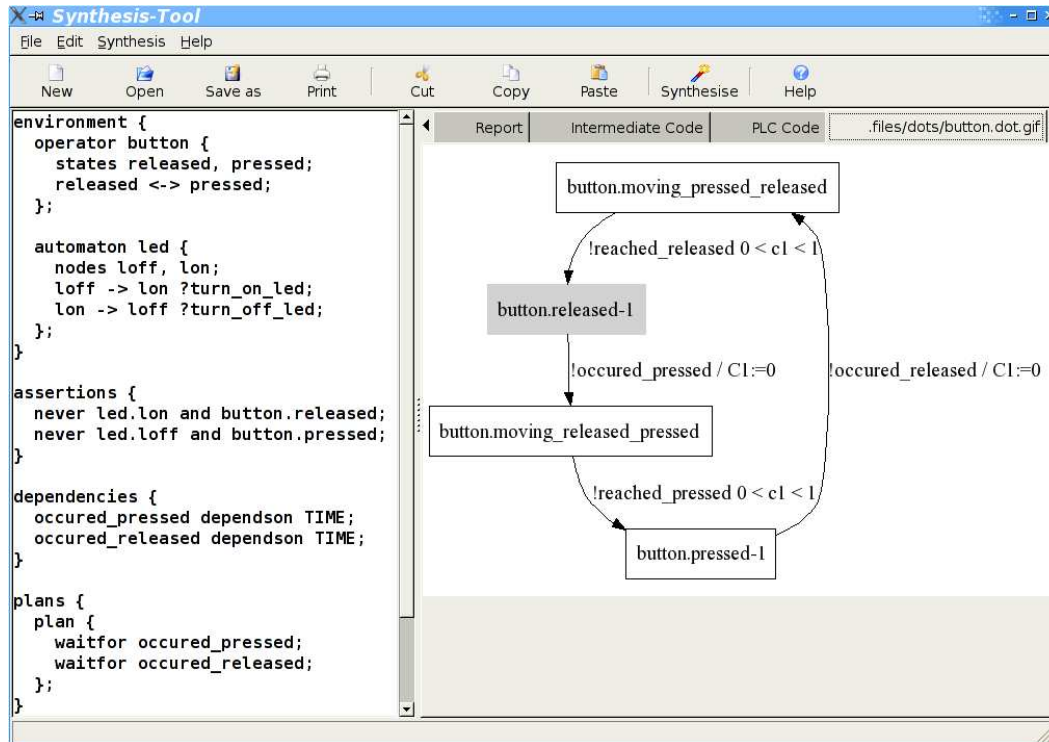 Synthesis-Tool
File Edit Synthesis Help
New Open Save as Print Cut Copy Paste Synthesise Help
environment {
operator button {
states released, pressed;
released <-> pressed;
};
automaton led {
nodes loff, lon;
loff -> lon ?turn_on_led;
lon -> loff ?turn_off_led;
};
}
assertions {
never led.lon and button.released;
never led.loff and button.pressed;
}
dependencies {
occured_pressed dependson TIME;
occured_released dependson TIME;
}
plans {
plan {
waitfor occured_pressed;
waitfor occured_released;
};
}
Report Intermediate Code PLC Code .files/dots/button.dot.gif
button.moving_pressed_released
!reached_released 0 < c1 < 1
button.released-1
!occured_pressed / C1:=0
!occured_released / C1:=0
button.moving_released_pressed
!reached_pressed 0 < c1 < 1
button.pressed-1